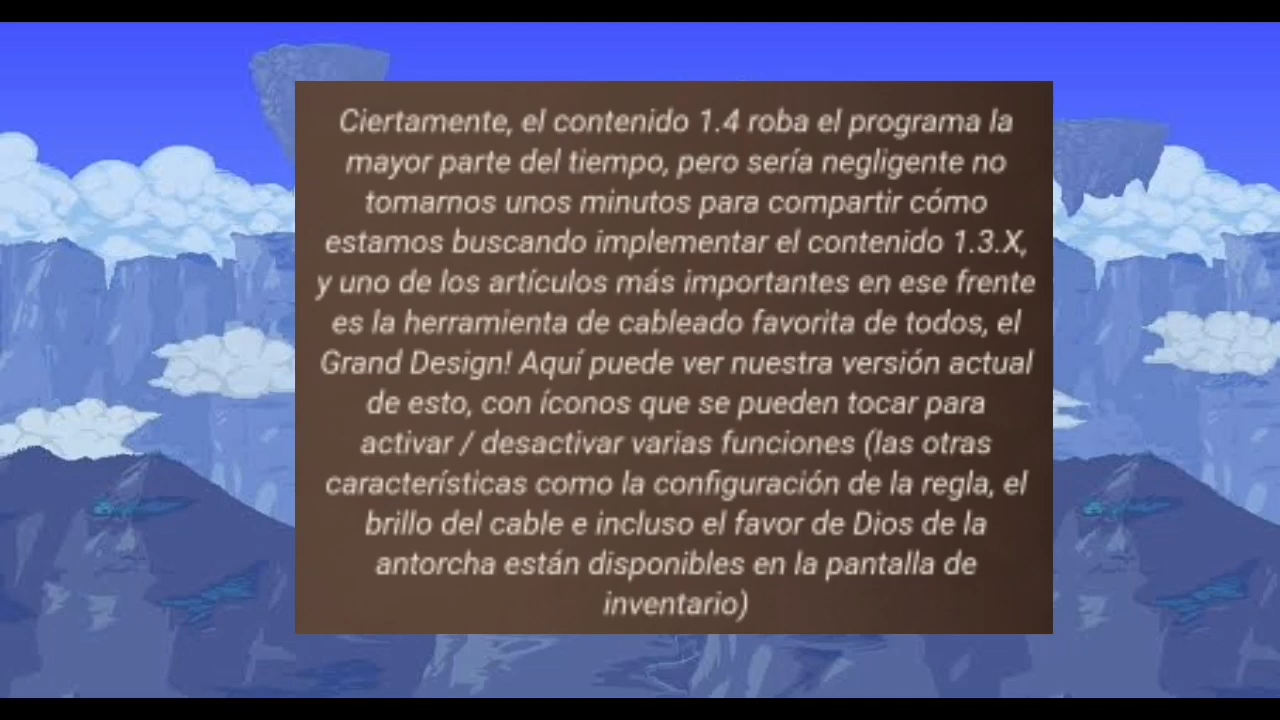 Ciertamente, el contenido 1.4 roba el programa la
mayor parte del tiempo, pero sería negligente no
tomarnos unos minutos para compartir cómo
estamos buscando implementar el contenido 1.3.X,
y uno de los artículos más importantes en ese frente
es la herramienta de cableado favorita de todos, el
Grand Design! Aquí puede ver nuestra versión actual
de esto, con íconos que se pueden tocar para
activar / desactivar varias funciones (las otras
características como la configuración de la regla, el
brillo del cable e incluso el favor de Dios de la
antorcha están disponibles en la pantalla de
inventario)